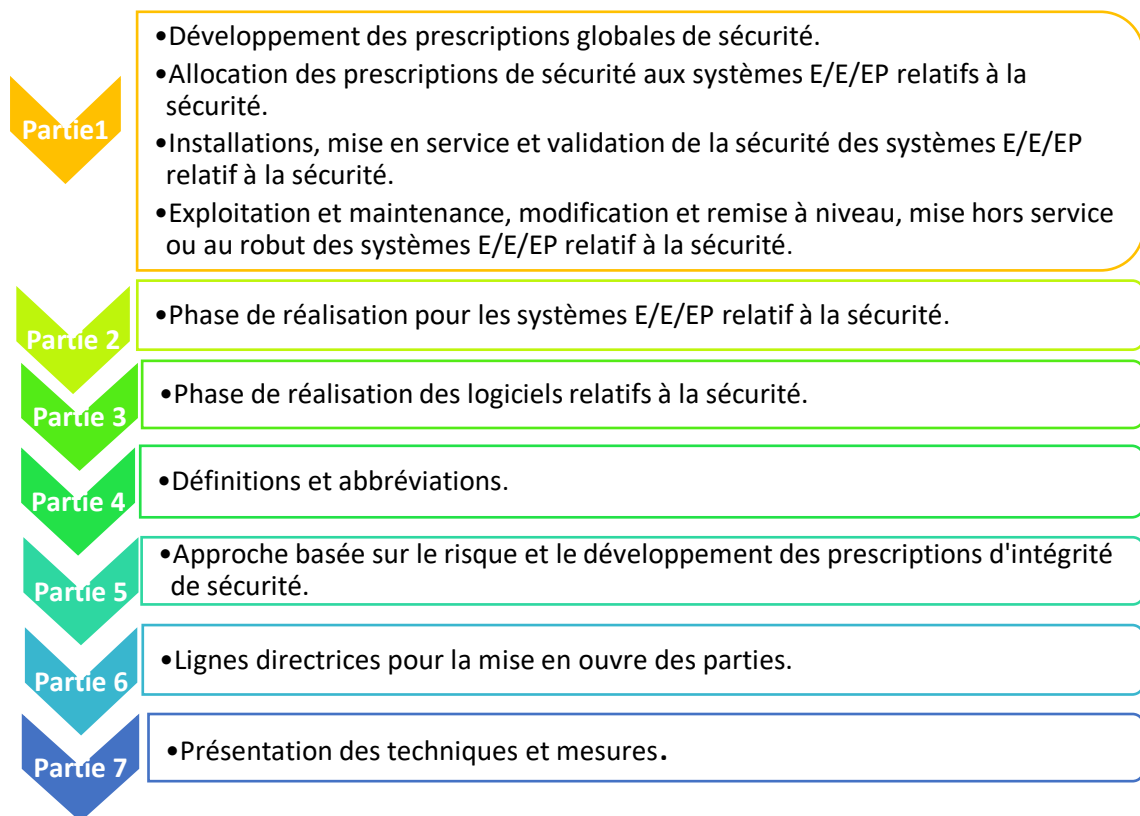 Partie1
•Développement des prescriptions globales de sécurité.
•Allocation des prescriptions de sécurité aux systèmes E/E/EP relatifs à la
sécurité.
•Installations, mise en service et validation de la sécurité des systèmes E/E/EP
relatif à la sécurité.
•Exploitation et maintenance, modification et remise à niveau, mise hors service
ou au robut des systèmes E/E/EP relatif à la sécurité.
Partie 2
•Phase de réalisation pour les systèmes E/E/EP relatif à la sécurité.
Partie 3
•Phase de réalisation des logiciels relatifs à la sécurité.
Partie 4
•Définitions et abbréviations.
Partie 5
•Approche basée sur le risque et le développement des prescriptions d'intégrité
de sécurité.
Partie 6
•Lignes directrices pour la mise en ouvre des parties.
Partie 7
•Présentation des techniques et mesures.